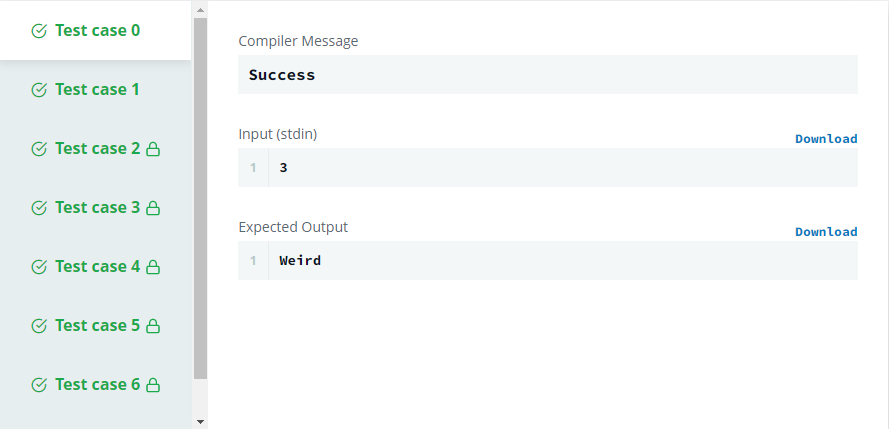 Test case 0
Test case 1
Test case 2
Test case 3
Test case 4
Test case 5
Test case 6
Compiler Message
Success
Input (stdin)
Download
1 3
Expected Output
Download
1 Weird